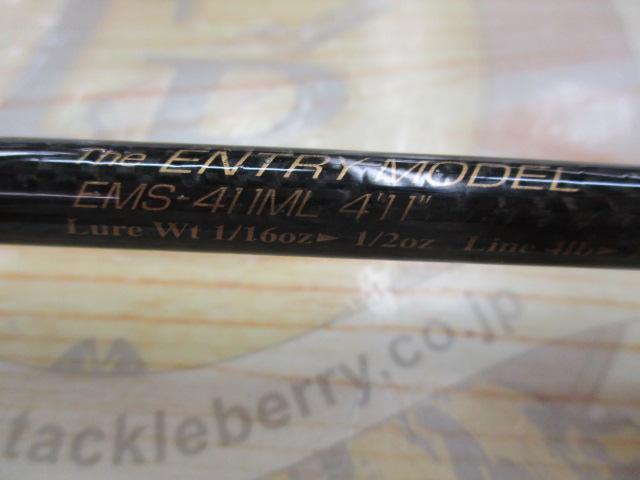 The ENTRY MODEL
EMS-411ML 4'11"
Lure Wt 1/16oz▸ 1/2oz Line 4lb▸
tackleberry.co.jp